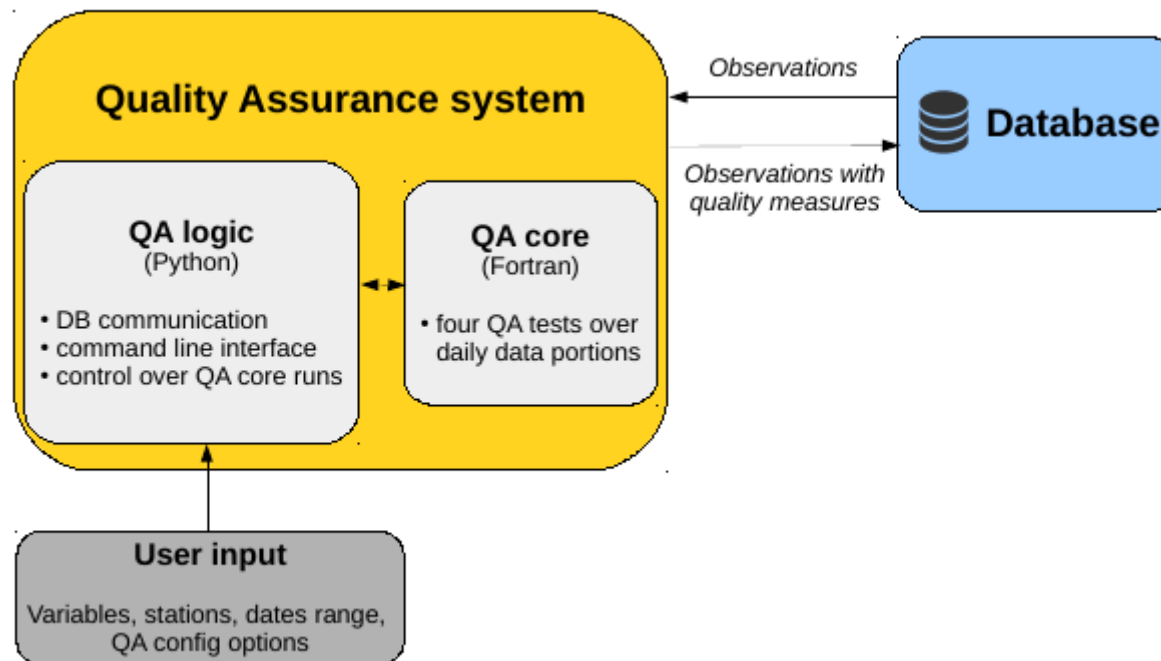 Quality Assurance system
QA logic
(Python)
• DB communication
• command line interface
• control over QA core runs
QA core
(Fortran)
• four QA tests over
daily data portions
Observations
Observations with
quality measures
Database
User input
Variables, stations, dates range,
QA config options